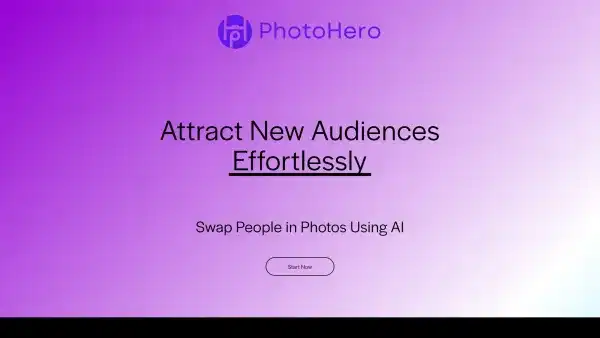 PhotoHero
Attract New Audiences
Effortlessly
Swap People in Photos Using AI
Start Now